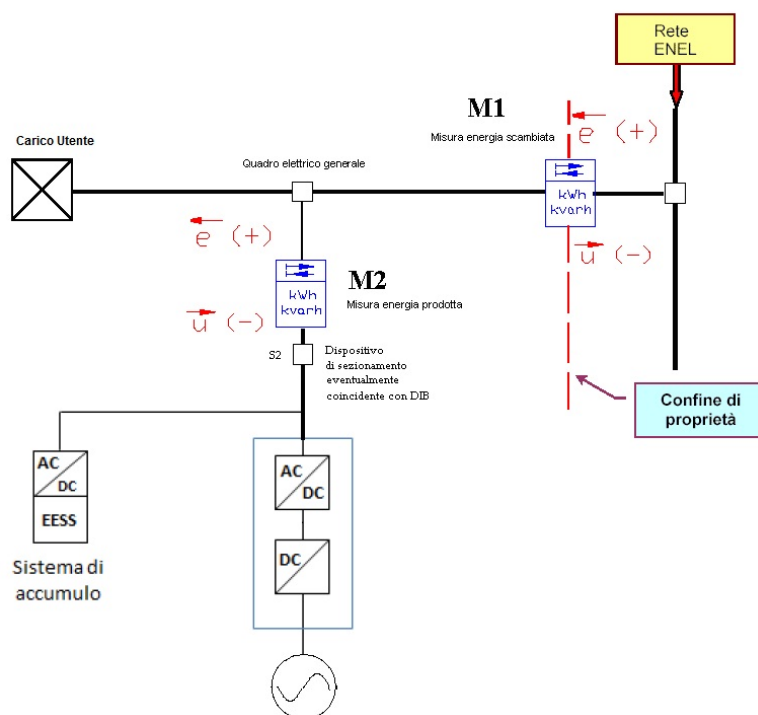 Rete
ENEL
M1
Misura energia scambiata
e (+)
Carico Utente
Quadro elettrico generale
kWh
kvarh
e (+)
u (-)
M2
kWh
kvarh
Misura energia prodotta
u (-)
S2
Dispositivo
di sezionamento
eventualmente
coincidente con DIB
Confine di
proprietà
AC
DC
EESS
AC
DC
DC
Sistema di
accumulo